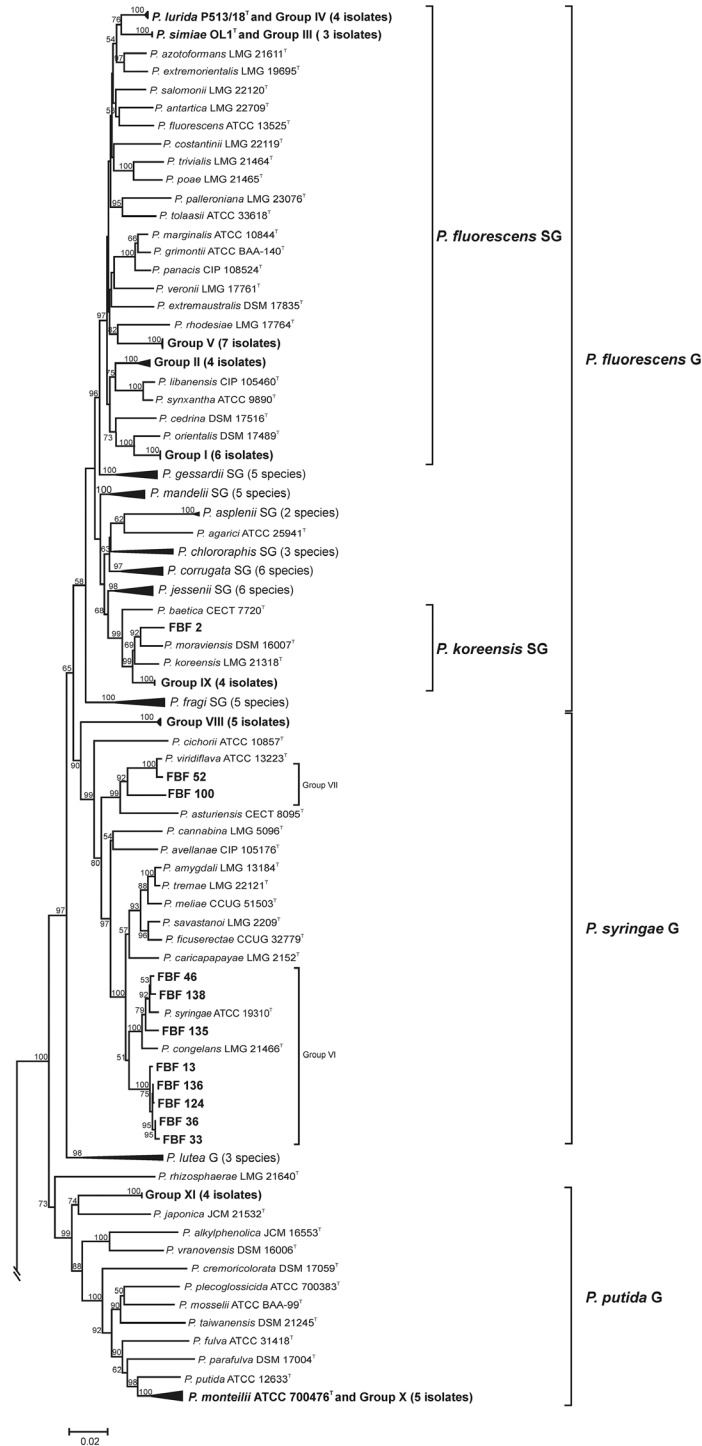 P. lurida P513/18T and Group IV (4 isolates)
P. simiae OL1T and Group III ( 3 isolates)
P. azotoformans LMG 21611T
P. extremorientalis LMG 19695T
P. salomonii LMG 22120T
P. antartica LMG 22709T
P. fluorescens ATCC 13525T
P. costantinii LMG 22119T
P. trivialis LMG 21464T
P. poae LMG 21465T
P. palleroniana LMG 23076T
P. tolaasii ATCC 33618T
P. marginalis ATCC 10844T
P. grimontii ATCC BAA-140T
P. panacis CIP 108524T
P. veronii LMG 17761T
P. extremaustralis DSM 17835T
P. rhodesiae LMG 17764T
Group V (7 isolates)
Group II (4 isolates)
P. libanensis CIP 105460T
P. synxantha ATCC 9890T
P. cedrina DSM 17516T
P. orientalis DSM 17489T
Group I (6 isolates)
P. fluorescens SG
P. gessardii SG (5 species)
P. mandelii SG (5 species)
P. asplenii SG (2 species)
P. agarici ATCC 25941T
P. chlororaphis SG (3 species)
P. corrugata SG (6 species)
P. jessenii SG (6 species)
P. baetica CECT 7720T
FBF 2
P. moraviensis DSM 16007T
P. koreensis LMG 21318T
Group IX (4 isolates)
P. koreensis SG
P. fragi SG (5 species)
P. fluorescens G
Group VIII (5 isolates)
P. cichorii ATCC 10857T
P. viridiflava ATCC 13223T
FBF 52
FBF 100
Group VII
P. asturiensis CECT 8095T
P. cannabina LMG 5096T
P. avellanae CIP 105176T
P. amygdali LMG 13184T
P. tremae LMG 22121T
P. meliae CCUG 51503T
P. savastanoi LMG 2209T
P. ficuserectae CCUG 32779T
P. caricapapayae LMG 2152T
FBF 46
FBF 138
P. syringae ATCC 19310T
FBF 135
P. congelans LMG 21466T
FBF 13
FBF 136
FBF 124
FBF 36
FBF 33
Group VI
P. syringae G
P. lutea G (3 species)
P. rhizosphaerae LMG 21640T
Group XI (4 isolates)
P. japonica JCM 21532T
P. alkylphenolica JCM 16553T
P. vranovensis DSM 16006T
P. cremoricolorata DSM 17059T
P. plecoglossicida ATCC 700383T
P. mosselii ATCC BAA-99T
P. taiwanensis DSM 21245T
P. fulva ATCC 31418T
P. parafulva DSM 17004T
P. putida ATCC 12633T
P. monteilii ATCC 700476T and Group X (5 isolates)
P. putida G
76
100
100
54
97
100
95
66
100
97
82
100
96
100
75
100
73
100
100
100
100
100
62
63
97
98
58
68
99
92
69
99
100
65
100
100
90
92
99
99
54
80
100
88
93
96
97
57
53
92
79
100
100
97
51
100
75
95
95
100
98
73
100
74
99
100
88
50
100
90
92
90
62
98
100
0.02